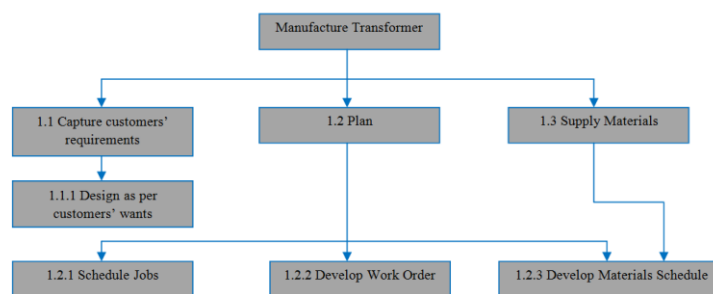 Manufacture Transformer
1.1 Capture customers’
requirements
1.2 Plan
1.3 Supply Materials
1.1.1 Design as per
customers’ wants
1.2.1 Schedule Jobs
1.2.2 Develop Work Order
1.2.3 Develop Materials Schedule